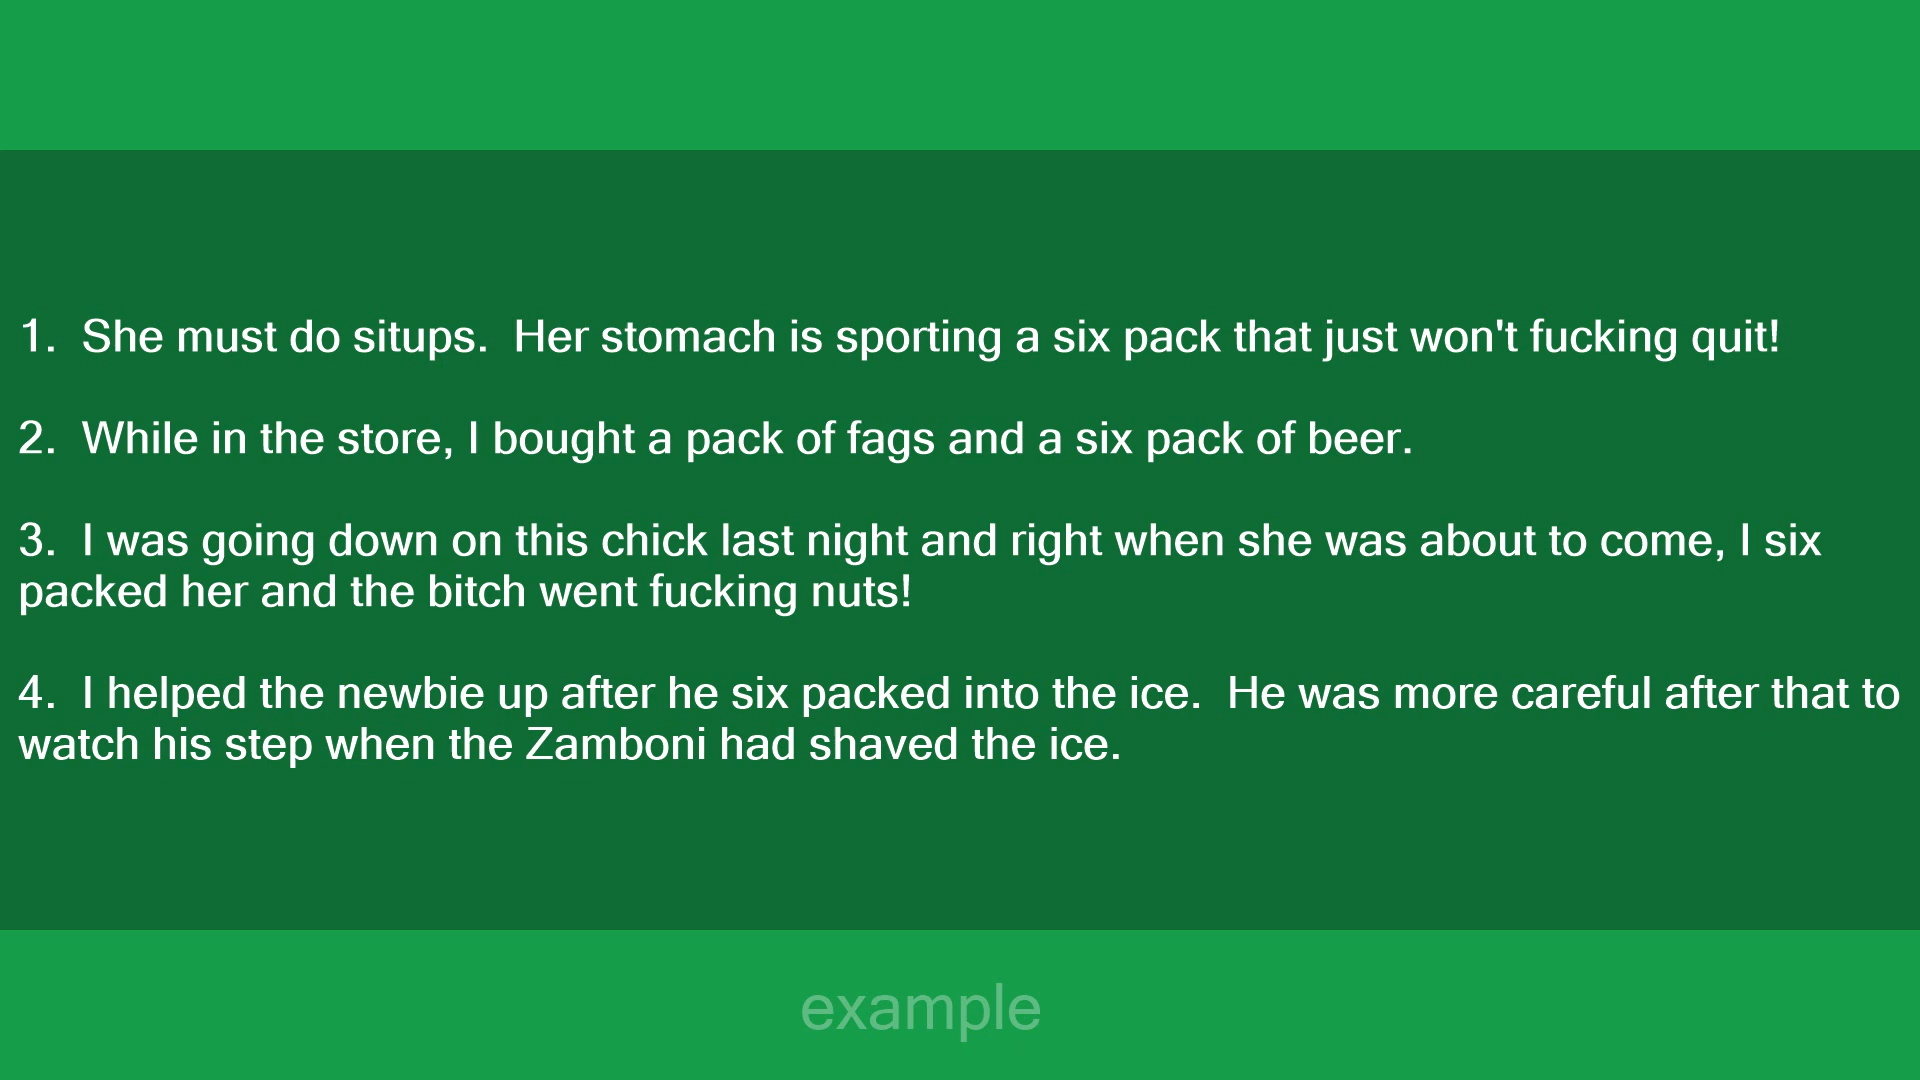 1.  She must do situps.  Her stomach is sporting a six pack that just won't fucking quit!
2.  While in the store, I bought a pack of fags and a six pack of beer.
3.  I was going down on this chick last night and right when she was about to come, I six
packed her and the bitch went fucking nuts!
4.  I helped the newbie up after he six packed into the ice.  He was more careful after that to
watch his step when the Zamboni had shaved the ice.
example